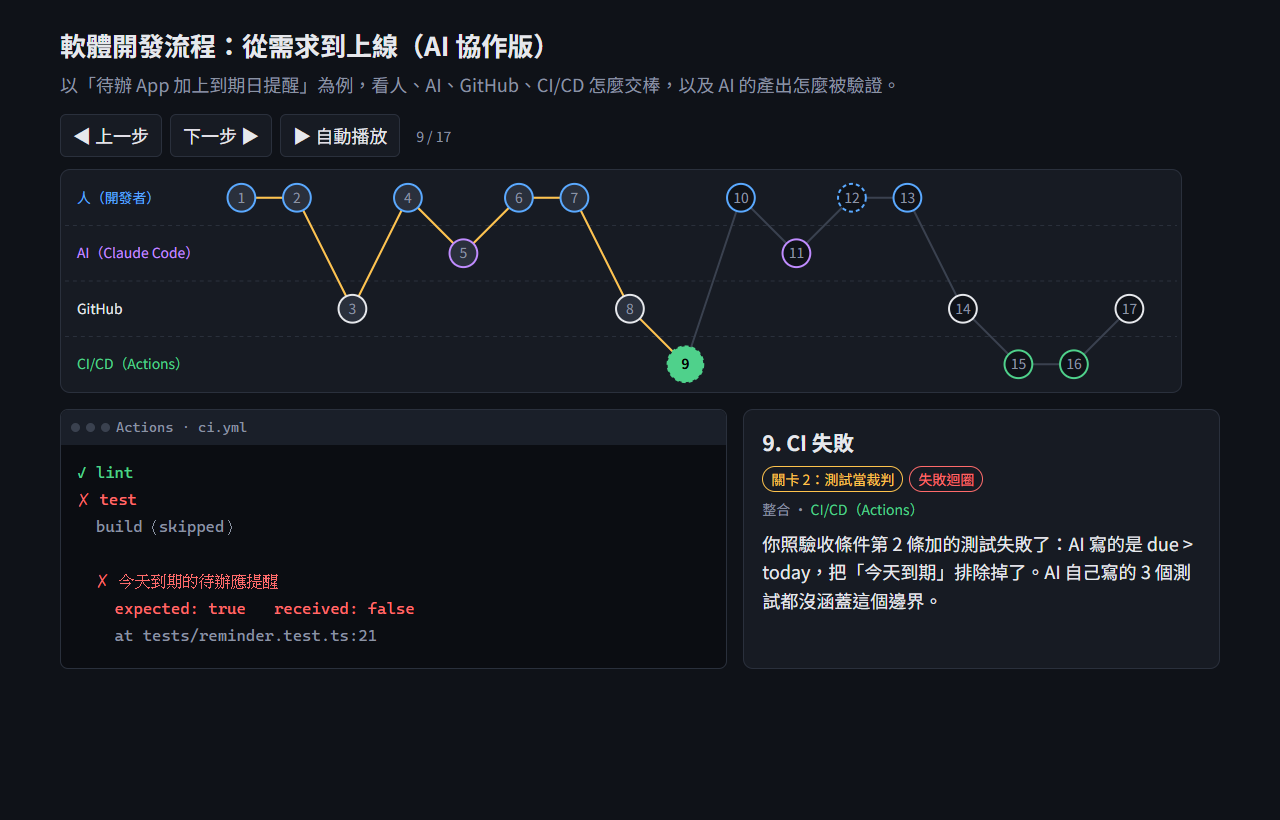 軟體開發流程：從需求到上線（AI 協作版）
以「待辦 App 加上到期日提醒」為例，看人、AI、GitHub、CI/CD 怎麼交棒，以及 AI 的產出怎麼被驗證。
◀ 上一步 下一步 ▶ ▶ 自動播放 9 / 17
人（開發者） 1 2 4 6 7 10 12 13
AI（Claude Code） 5 11
GitHub 3 8 14 17
CI/CD（Actions） 9 15 16
Actions · ci.yml
✓ lint
✗ test
build (skipped)
✗ 今天到期的待辦應提醒
expected: true received: false
at tests/reminder.test.ts:21
9. CI 失敗
關卡 2：測試當裁判 失敗迴圈
整合 · CI/CD（Actions）
你照驗收條件第 2 條加的測試失敗了：AI 寫的是 due >
today，把「今天到期」排除掉了。AI 自己寫的 3 個測
試都沒涵蓋這個邊界。